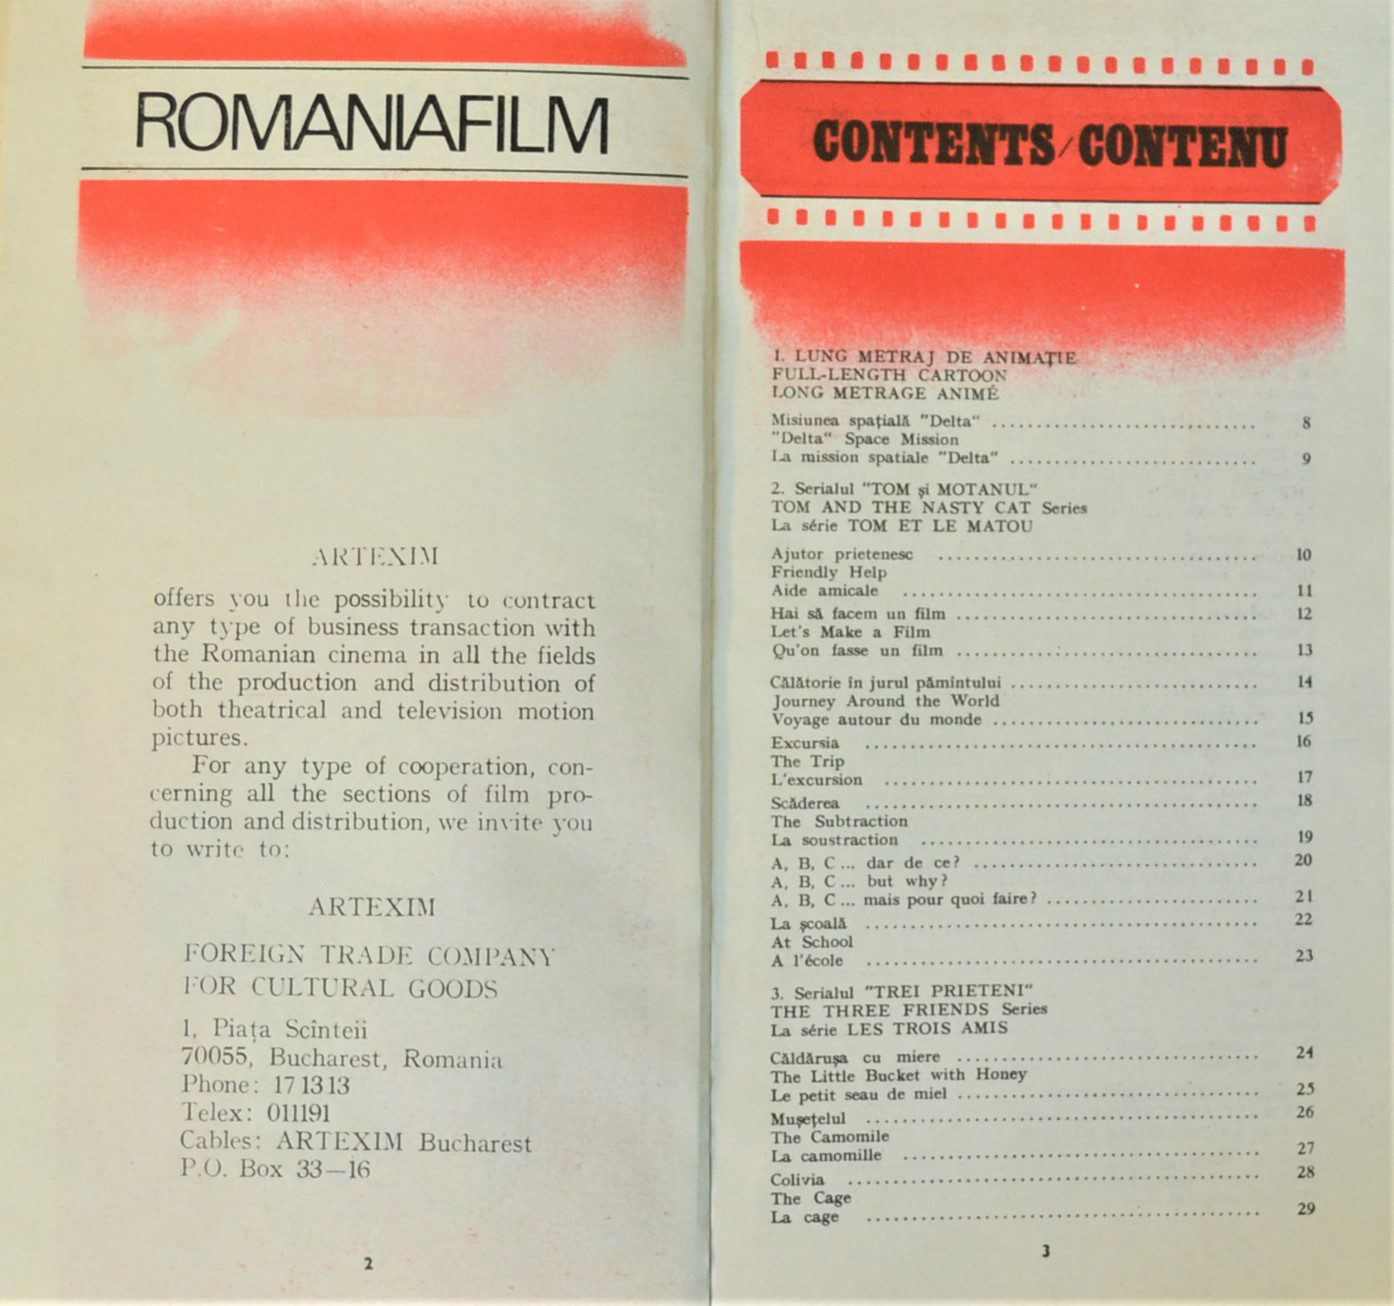 ROMANIAFILM
ARTEXIM
offers you the possibility to contract
any type of business transaction with
the Romanian cinema in all the fields
of the production and distribution of
both theatrical and television motion
pictures.
For any type of cooperation, con-
cerning all the sections of film pro-
duction and distribution, we invite you
to write to:
ARTEXIM
FOREIGN TRADE COMPANY
FOR CULTURAL GOODS
1, Piața Scînteii
70055, Bucharest, Romania
Phone: 17 13 13
Telex: 011191
Cables: ARTEXIM Bucharest
P.O. Box 33—16
2
CONTENTS/CONTENU
1. LUNG METRAJ DE ANIMAȚIE
FULL-LENGTH CARTOON
LONG METRAGE ANIMÉ
Misiunea spațială "Delta" .............................. 8
"Delta" Space Mission
La mission spatiale "Delta" ............................ 9
2. Serialul "TOM și MOTANUL"
TOM AND THE NASTY CAT Series
La série TOM ET LE MATOU
Ajutor prietenesc .................................... 10
Friendly Help
Aide amicale ........................................ 11
Hai să facem un film .................................. 12
Let's Make a Film
Qu'on fasse un film .................................. 13
Călătorie în jurul pămîntului ............................ 14
Journey Around the World
Voyage autour du monde .............................. 15
Excursia ............................................ 16
The Trip
L'excursion .......................................... 17
Scăderea ............................................ 18
The Subtraction
La soustraction ...................................... 19
A, B, C ... dar de ce? ................................ 20
A, B, C ... but why?
A, B, C ... mais pour quoi faire? ........................ 21
La școală ............................................ 22
At School
A l'école ............................................ 23
3. Serialul "TREI PRIETENI"
THE THREE FRIENDS Series
La série LES TROIS AMIS
Căldărușa cu miere .................................. 24
The Little Bucket with Honey
Le petit seau de miel .................................. 25
Mușețelul ............................................ 26
The Camomile
La camomille ........................................ 27
Colivia .............................................. 28
The Cage
La cage ............................................ 29
3